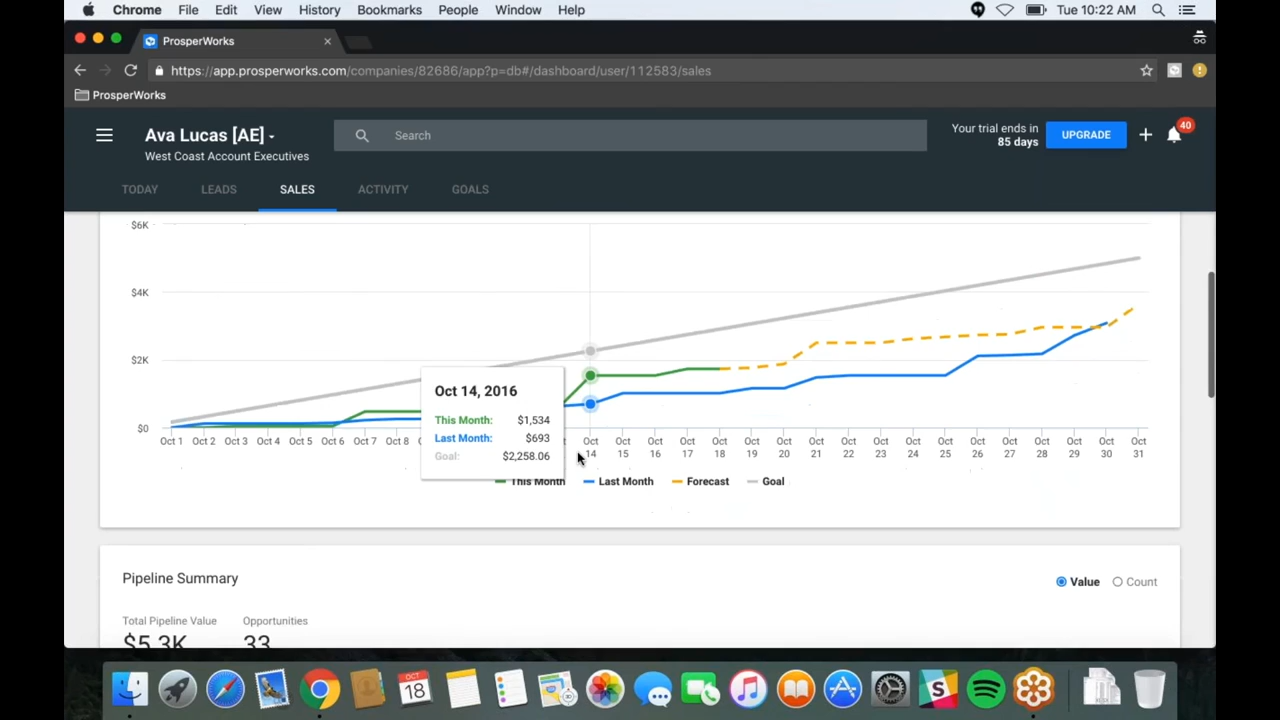 Chrome File Edit View History Bookmarks People Window Help Tue 10:22 AM
ProsperWorks
https://app.prosperworks.com/companies/82686/app?p=db#/dashboard/user/112583/sales
ProsperWorks
Ava Lucas [AE]
West Coast Account Executives
Search
Your trial ends in
85 days
UPGRADE
40
TODAY LEADS SALES ACTIVITY GOALS
$6K
$4K
$2K
$0
Oct 14, 2016
This Month: $1,534
Last Month: $693
Goal: $2,258.06
Oct 1 Oct 2 Oct 3 Oct 4 Oct 5 Oct 6 Oct 7 Oct 8 Oct Oct Oct Oct Oct Oct Oct Oct Oct Oct Oct Oct Oct Oct Oct Oct Oct Oct
14 15 16 17 18 19 20 21 22 23 24 25 26 27 28 29 30 31
This Month Last Month Forecast Goal
Pipeline Summary
Value Count
Total Pipeline Value Opportunities
$5.3K 33
OCT
18